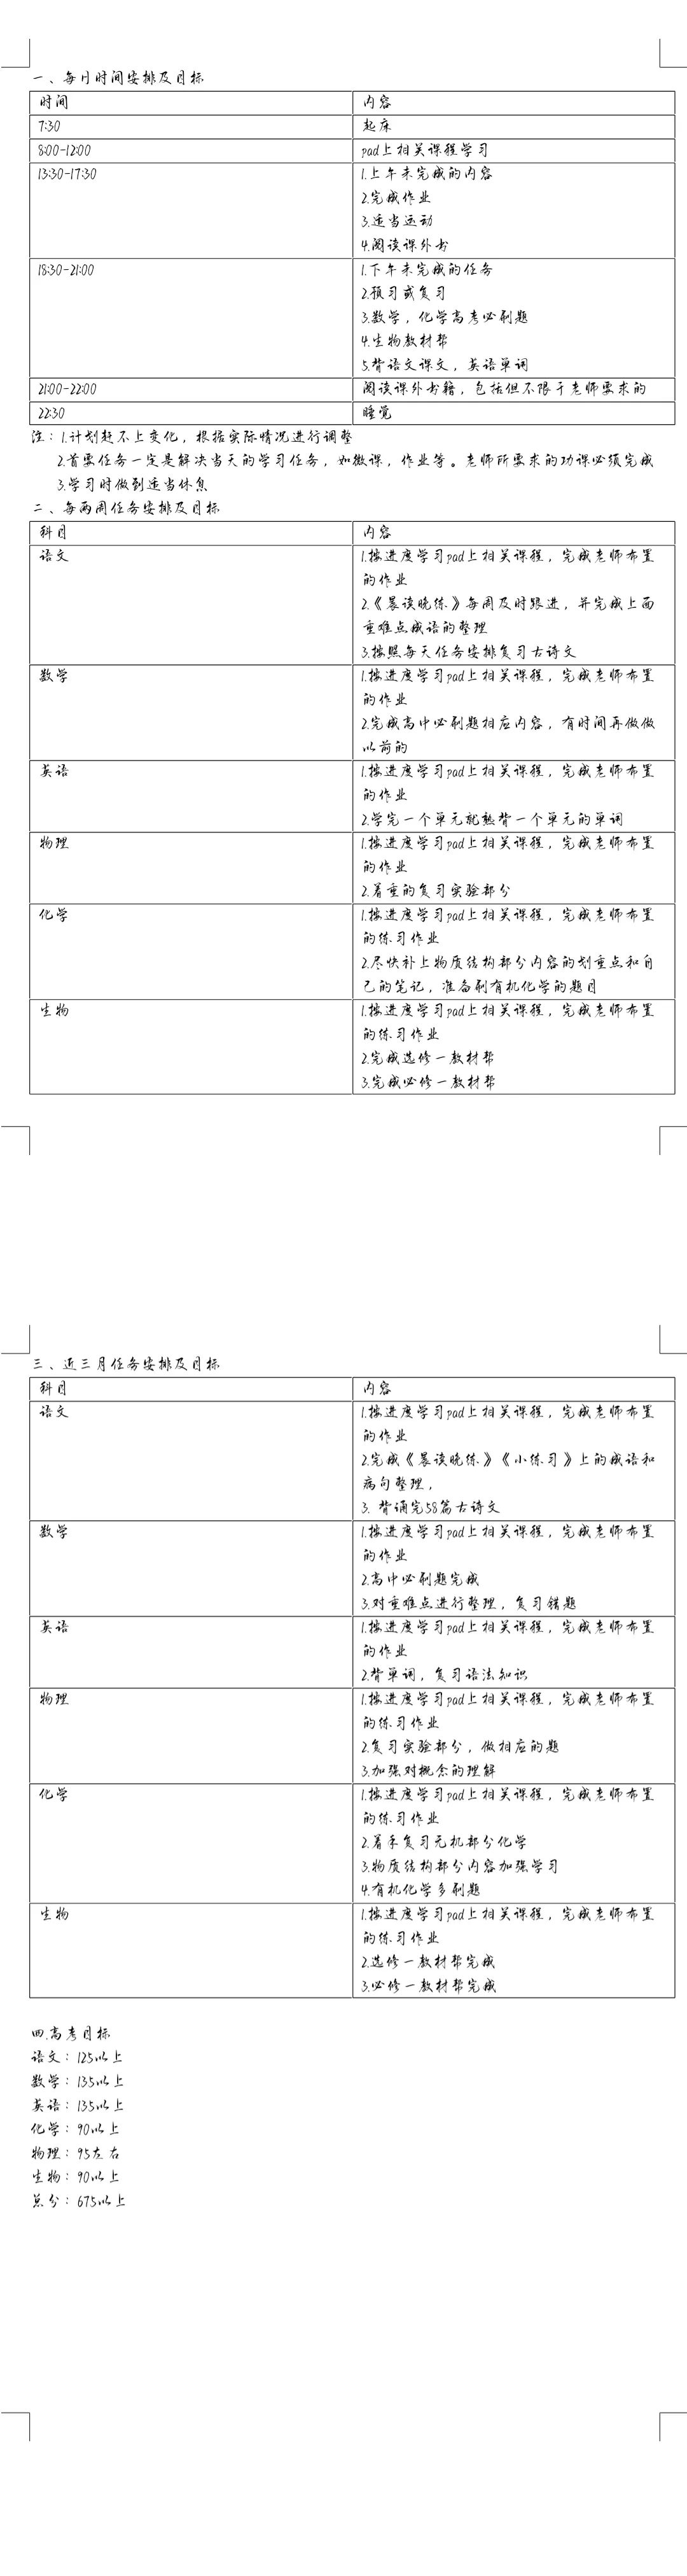 一、每日时间安排及目标
时间 内容
7:30 起床
8:00-12:00 pad上相关课程学习
13:30-17:30 1.上午未完成的内容
2.完成作业
3.适当运动
4.阅读课外书
18:30-21:00 1.下午未完成的任务
2.预习或复习
3.数学，化学高考必刷题
4.生物教材帮
5.背语文课文，英语单词
21:00-22:00 阅读课外书籍，包括但不限于老师要求的
22:30 睡觉
注：1.计划赶不上变化，根据实际情况进行调整
2.首要任务一定是解决当天的学习任务，如微课，作业等。老师所要求的功课必须完成
3.学习时做到适当休息
二、每两周任务安排及目标
科目 内容
语文 1.按进度学习pad上相关课程，完成老师布置
的作业
2.《晨读晚练》每周及时跟进，并完成上面
重难点成语的整理
3.按照每天任务安排复习古诗文
数学 1.按进度学习pad上相关课程，完成老师布置
的作业
2.完成高中必刷题相应内容，有时间再做做
以前的
英语 1.按进度学习pad上相关课程，完成老师布置
的作业
2.学完一个单元就熟背一个单元的单词
物理 1.按进度学习pad上相关课程，完成老师布置
的作业
2.着重的复习实验部分
化学 1.按进度学习pad上相关课程，完成老师布置
的练习作业
2.尽快补上物质结构部分内容的划重点和自
己的笔记，准备刷有机化学的题目
生物 1.按进度学习pad上相关课程，完成老师布置
的练习作业
2.完成选修一教材帮
3.完成必修一教材帮
三、近三月任务安排及目标
科目 内容
语文 1.按进度学习pad上相关课程，完成老师布置
的作业
2.完成《晨读晚练》《小练习》上的成语和
病句整理，
3. 背诵完58篇古诗文
数学 1.按进度学习pad上相关课程，完成老师布置
的作业
2.高中必刷题完成
3.对重难点进行整理，复习错题
英语 1.按进度学习pad上相关课程，完成老师布置
的作业
2.背单词，复习语法知识
物理 1.按进度学习pad上相关课程，完成老师布置
的练习作业
2.复习实验部分，做相应的题
3.加强对概念的理解
化学 1.按进度学习pad上相关课程，完成老师布置
的练习作业
2.着手复习无机部分化学
3.物质结构部分内容加强学习
4.有机化学多刷题
生物 1.按进度学习pad上相关课程，完成老师布置
的练习作业
2.选修一教材帮完成
3.必修一教材帮完成
四.高考目标
语文：125以上
数学：135以上
英语：135以上
化学：90以上
物理：95左右
生物：90以上
总分：675以上